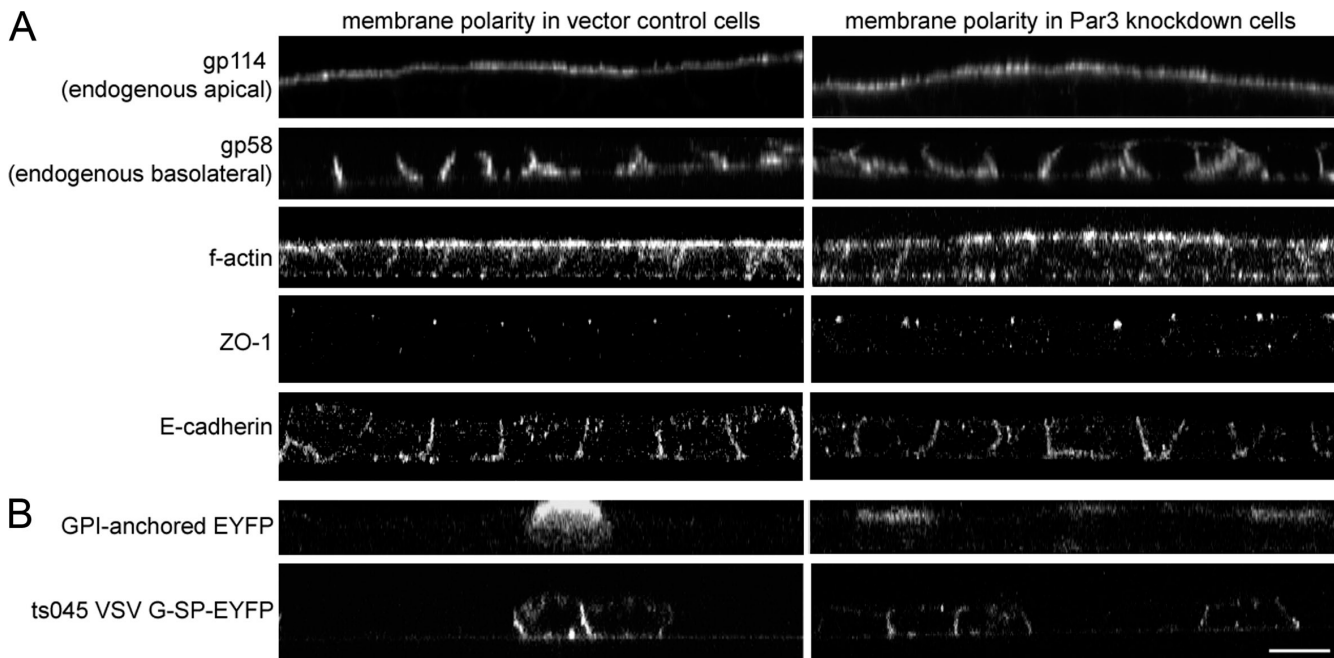 A
membrane polarity in vector control cells
membrane polarity in Par3 knockdown cells
gp114
(endogenous apical)
gp58
(endogenous basolateral)
f-actin
ZO-1
E-cadherin
B
GPI-anchored EYFP
ts045 VSV G-SP-EYFP